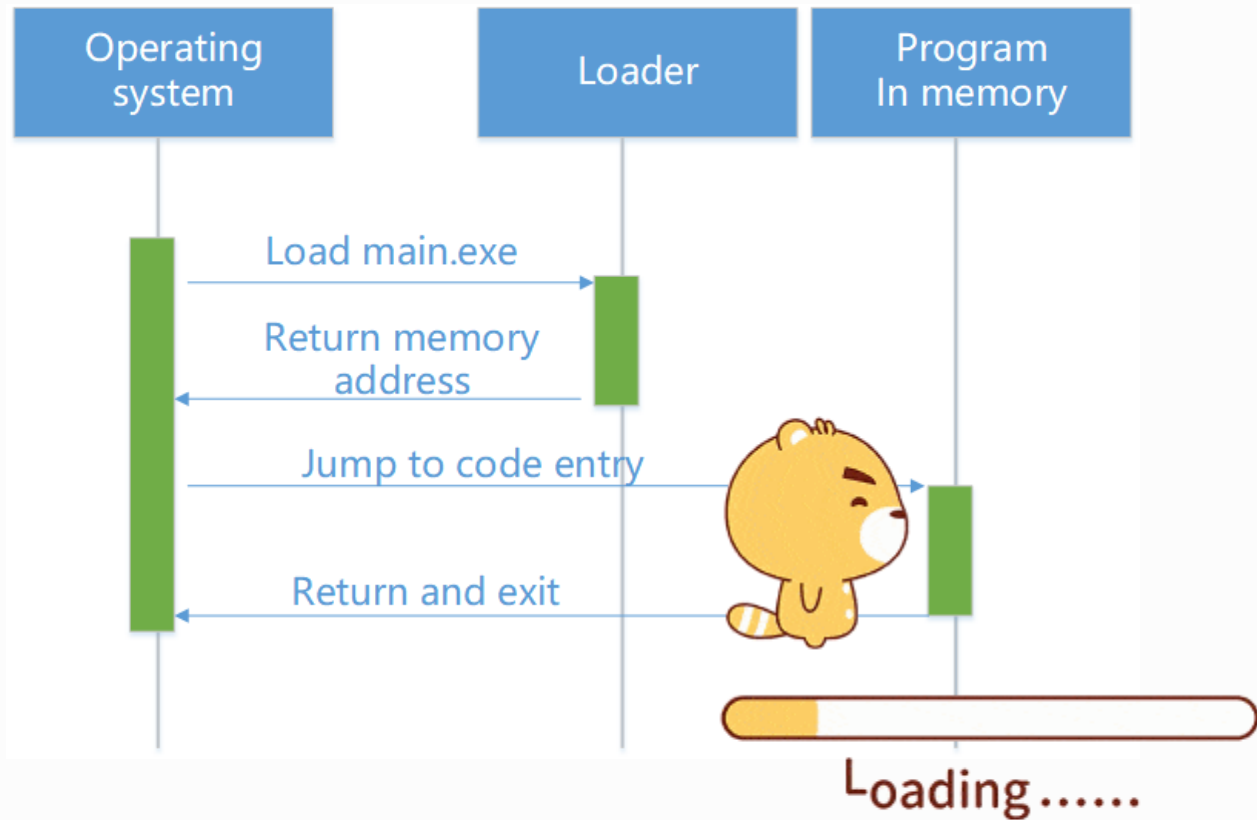 Operating
system
Loader
Program
In memory
Load main.exe
Return memory
address
Jump to code entry
Return and exit
Loading ......